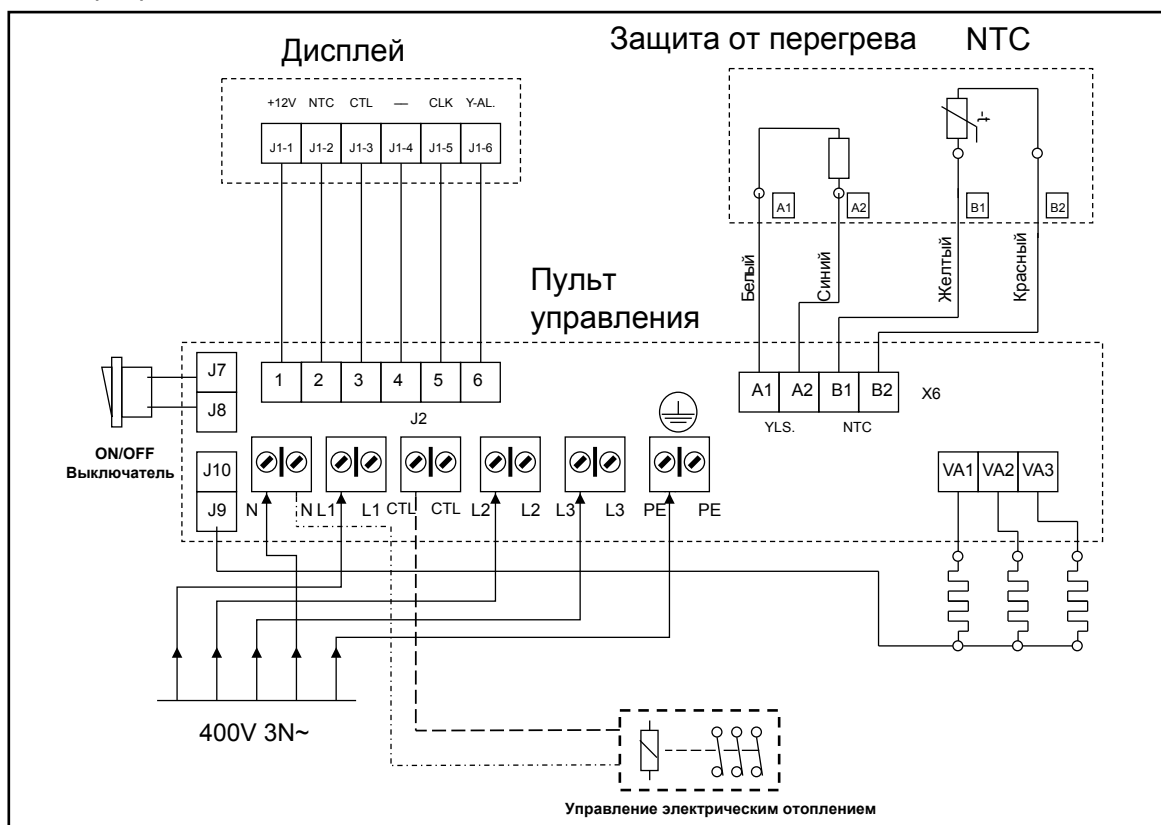 Дисплей
Защита от перегрева NTC
+12V NTC CTL — CLK Y-AL.
J1-1 J1-2 J1-3 J1-4 J1-5 J1-6
-t
A1 A2 B1 B2
Белый
Синий
Желтый
Красный
Пульт
управления
J7
J8
1 2 3 4 5 6
J2
A1 A2 B1 B2 X6
YLS. NTC
ON/OFF
Выключатель
J10
J9
VA1 VA2 VA3
N N L1 L1 CTL CTL L2 L2 L3 L3 PE PE
400V 3N~
Управление электрическим отоплением